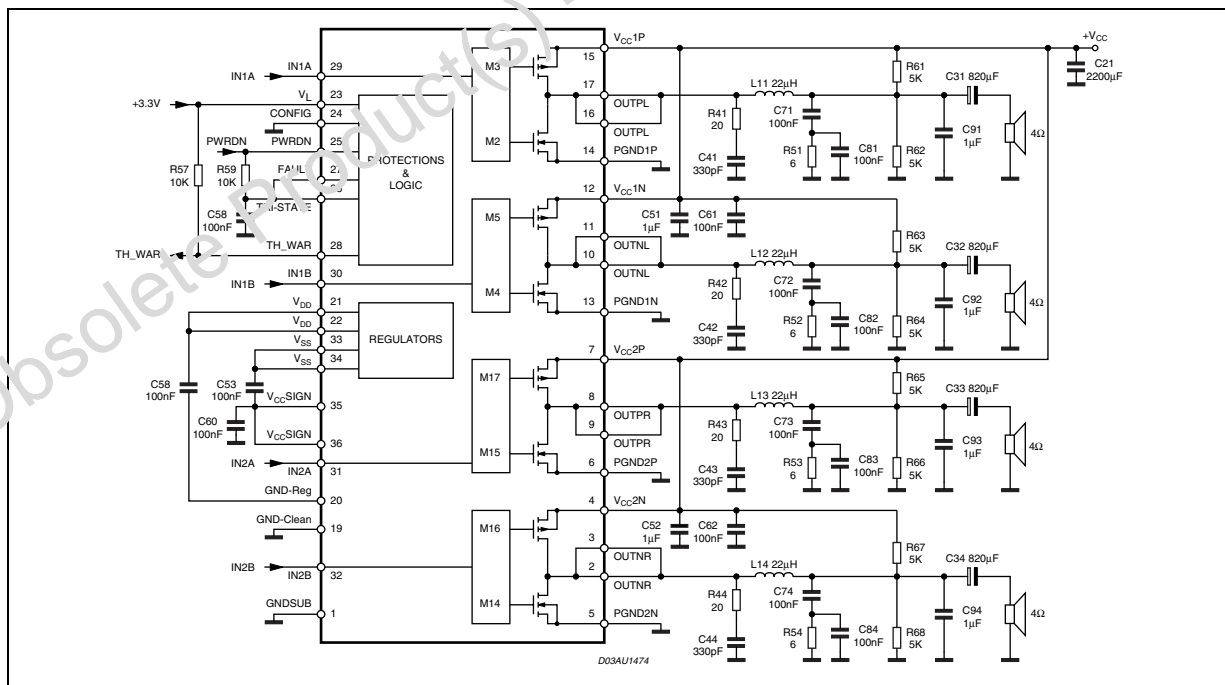 Obsolete Product(s)
VCC1P
15
+VCC
C21
2200µF
IN1A
IN1A
29
M3
17
OUTPL
16
OUTPL
M2
14
PGND1P
L11 22µH
R41
20
C41
330pF
C71
100nF
R51
6
C81
100nF
R61
5K
R62
5K
C31 820µF
C91
1µF
4Ω
+3.3V
VL
23
CONFIG
24
PWRDN
PWRDN
25
R57
10K
R59
10K
27
C58
100nF
TH_WAR
TH_WAR
28
PROTECTIONS
&
LOGIC
IN1B
IN1B
30
VCC1N
12
M5
11
OUTNL
10
OUTNL
M4
13
PGND1N
C51
1µF
C61
100nF
L12 22µH
R42
20
C42
330pF
C72
100nF
R52
6
C82
100nF
R63
5K
R64
5K
C32 820µF
C92
1µF
4Ω
VDD
21
VDD
22
VSS
33
VSS
34
REGULATORS
C58
100nF
C53
100nF
C60
100nF
VCCSIGN
35
VCCSIGN
36
IN2A
IN2A
31
GND-Reg
20
GND-Clean
19
VCC2P
7
M17
8
OUTPR
9
OUTPR
M15
6
PGND2P
L13 22µH
R43
20
C43
330pF
C73
100nF
R53
6
C83
100nF
R65
5K
R66
5K
C33 820µF
C93
1µF
4Ω
IN2B
IN2B
32
GNDSUB
1
VCC2N
4
M16
3
OUTNR
2
OUTNR
M14
5
PGND2N
C52
1µF
C62
100nF
L14 22µH
R44
20
C44
330pF
C74
100nF
R54
6
C84
100nF
R67
5K
R68
5K
C34 820µF
C94
1µF
4Ω
D03AU1474